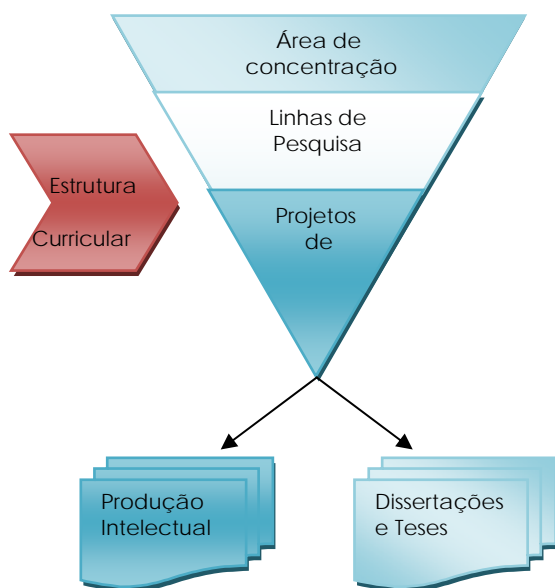 Área de
concentração
Linhas de
Pesquisa
Estrutura
Curricular
Projetos
de
Produção
Intelectual
Dissertações
e Teses